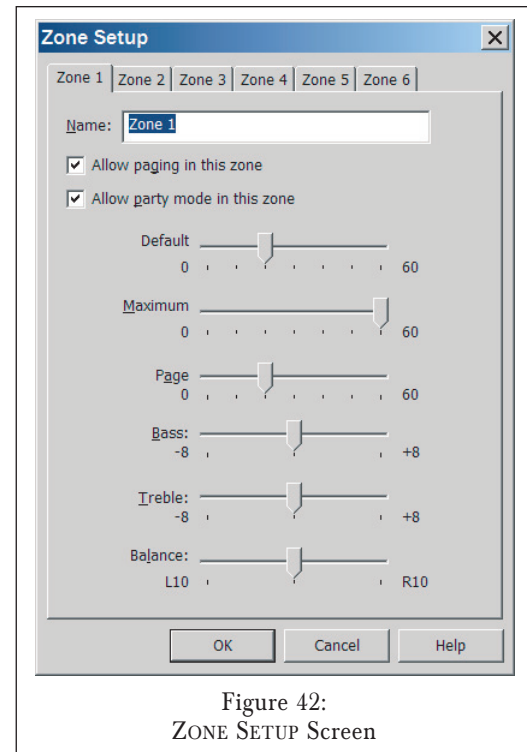 Zone Setup
Zone 1 Zone 2 Zone 3 Zone 4 Zone 5 Zone 6
Name: Zone 1
Allow paging in this zone
Allow party mode in this zone
Default
0 60
Maximum
0 60
Page
0 60
Bass:
-8 +8
Treble:
-8 +8
Balance:
L10 R10
OK Cancel Help
Figure 42:
ZONE SETUP Screen